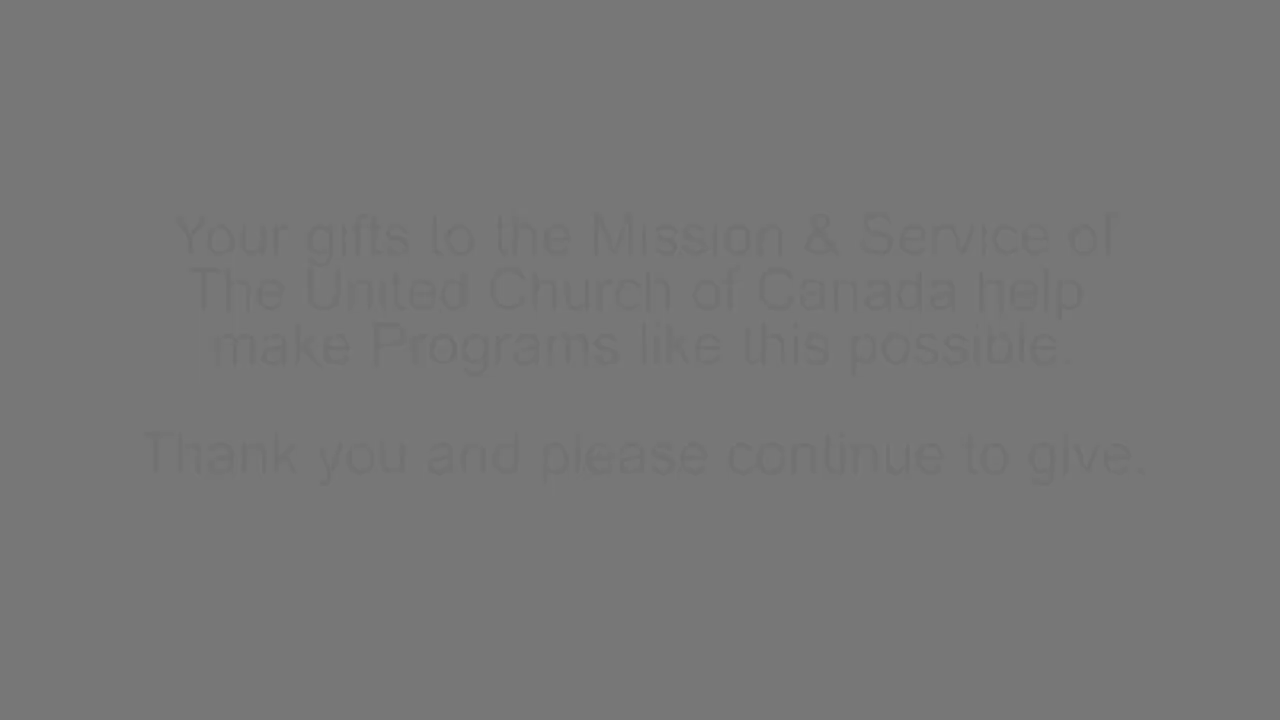 Your gifts to the Mission & Service of
The United Church of Canada help
make Programs like this possible.
Thank you and please continue to give.